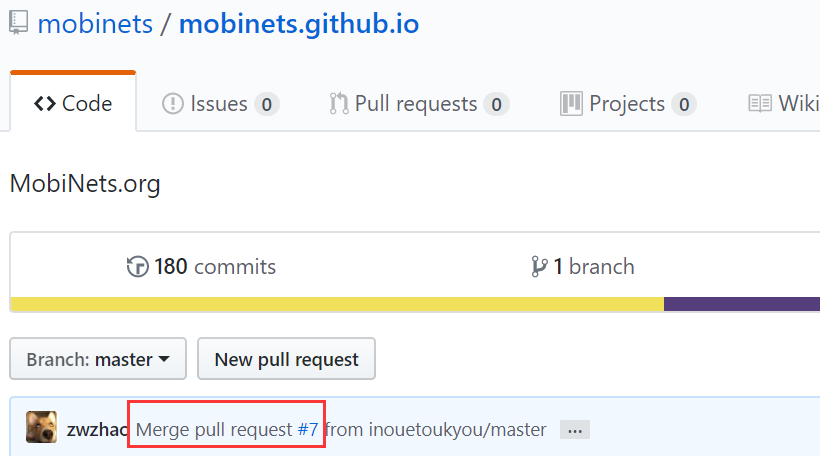 mobinets / mobinets.github.io
Code Issues 0 Pull requests 0 Projects 0 Wiki
MobiNets.org
180 commits 1 branch
Branch: master New pull request
zwzhao Merge pull request #7 from inouetoukyou/master ...